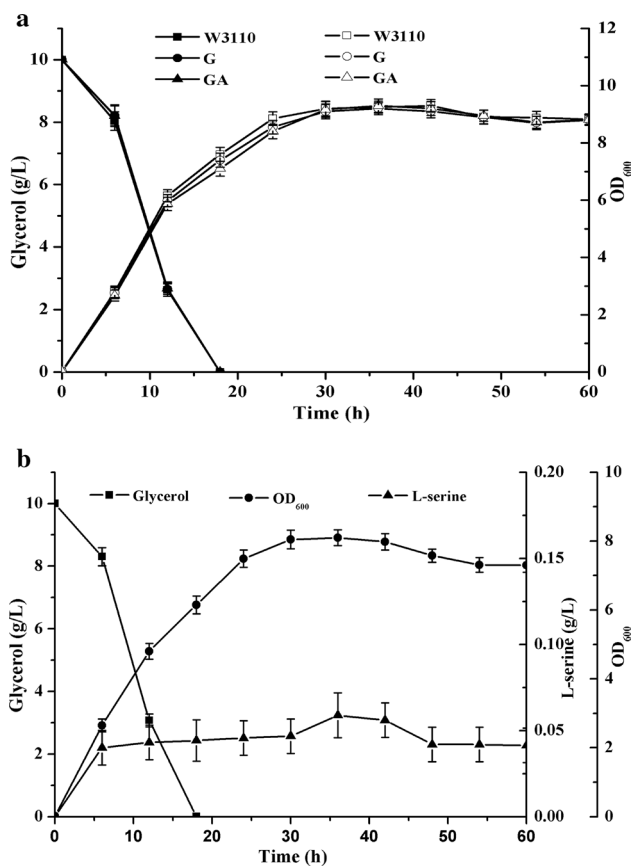 a
W3110 W3110
G G
GA GA
10
8
6
4
2
0
Glycerol (g/L)
12
10
8
6
4
2
0
OD600
0 10 20 30 40 50 60
Time (h)
b
Glycerol OD600 L-serine
10
8
6
4
2
0
Glycerol (g/L)
0.20
0.15
0.10
0.05
0.00
L-serine (g/L)
10
8
6
4
2
0
OD600
0 10 20 30 40 50 60
Time (h)